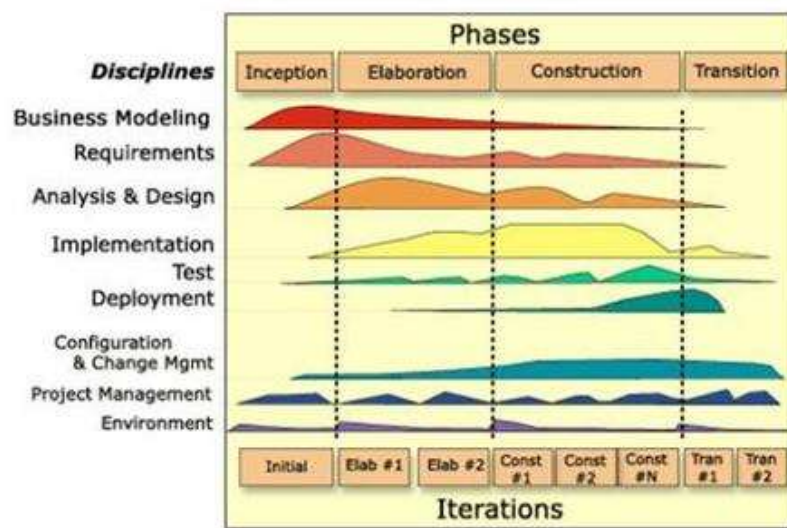 Phases
Disciplines
Inception
Elaboration
Construction
Transition
Business Modeling
Requirements
Analysis & Design
Implementation
Test
Deployment
Configuration
& Change Mgmt
Project Management
Environment
Initial
Elab #1
Elab #2
Const
#1
Const
#2
Const
#N
Tran
#1
Tran
#2
Iterations